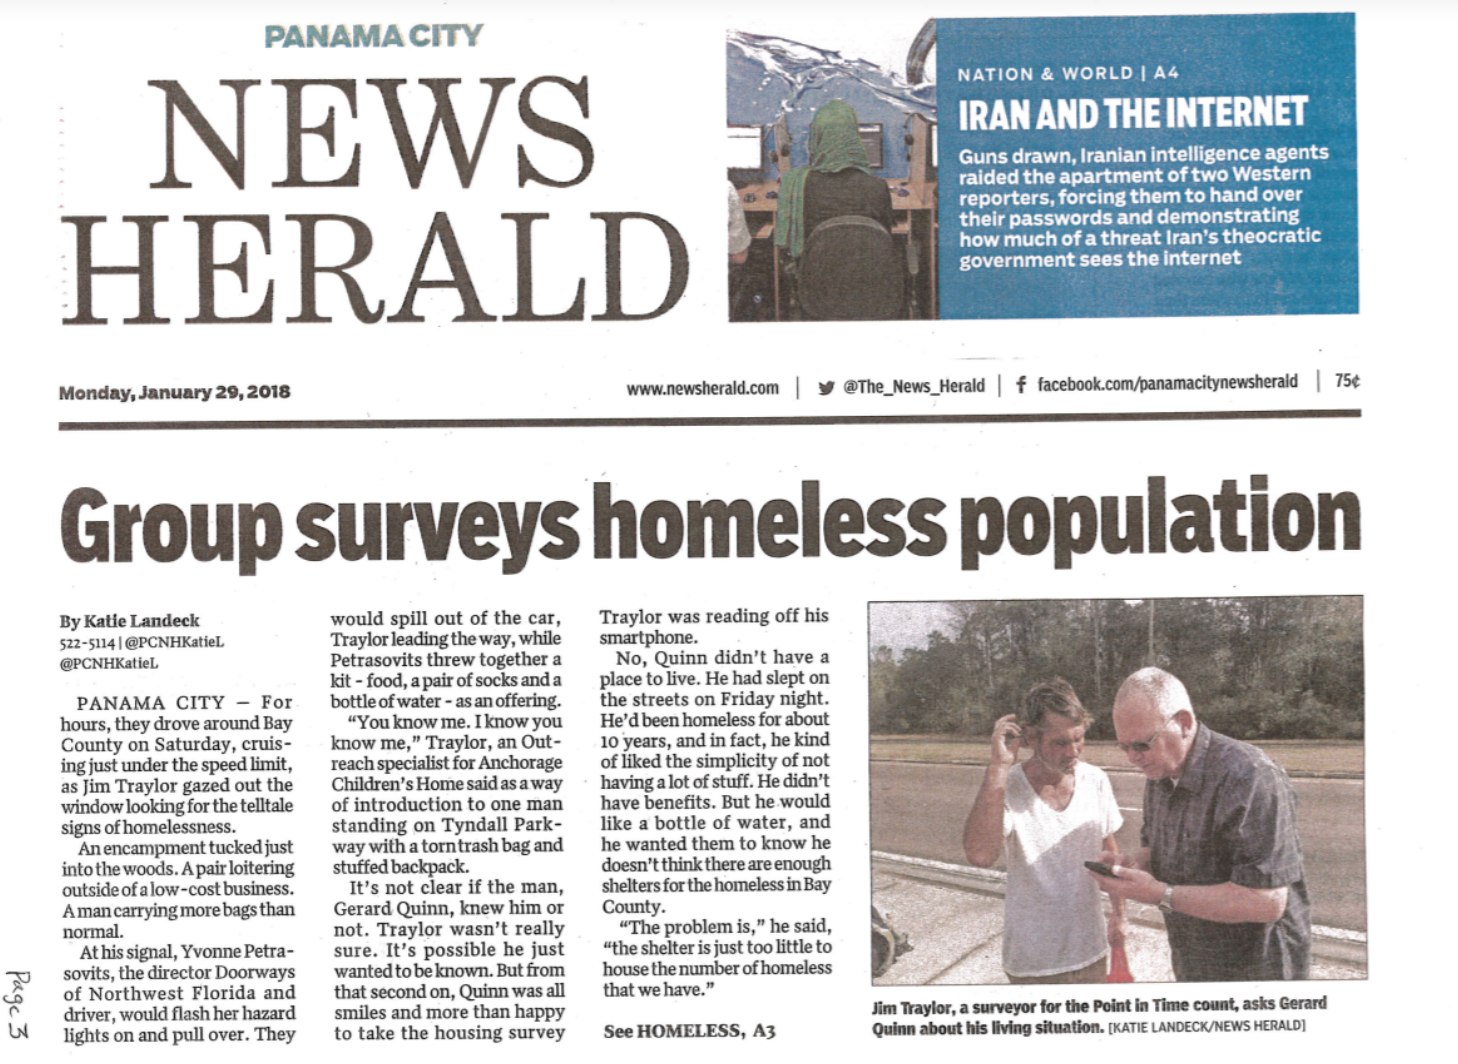 PANAMA CITY
NEWS
HERALD
NATION & WORLD | A4
IRAN AND THE INTERNET
Guns drawn, Iranian intelligence agents
raided the apartment of two Western
reporters, forcing them to hand over
their passwords and demonstrating
how much of a threat Iran's theocratic
government sees the internet
Monday, January 29, 2018
www.newsherald.com | @The_News_Herald | facebook.com/panamacitynewsherald | 75¢
Group surveys homeless population
By Katie Landeck
522-5114 | @PCNHKatieL
@PCNHKatieL
PANAMA CITY — For
hours, they drove around Bay
County on Saturday, cruis-
ing just under the speed limit,
as Jim Traylor gazed out the
window looking for the telltale
signs of homelessness.
An encampment tucked just
into the woods. A pair loitering
outside of a low-cost business.
A man carrying more bags than
normal.
At his signal, Yvonne Petra-
sovits, the director Doorways
of Northwest Florida and
driver, would flash her hazard
lights on and pull over. They
would spill out of the car,
Traylor leading the way, while
Petrasovits threw together a
kit - food, a pair of socks and a
bottle of water - as an offering.
"You know me. I know you
know me," Traylor, an Out-
reach specialist for Anchorage
Children's Home said as a way
of introduction to one man
standing on Tyndall Park-
way with a torn trash bag and
stuffed backpack.
It's not clear if the man,
Gerard Quinn, knew him or
not. Traylor wasn't really
sure. It's possible he just
wanted to be known. But from
that second on, Quinn was all
smiles and more than happy
to take the housing survey
Traylor was reading off his
smartphone.
No, Quinn didn't have a
place to live. He had slept on
the streets on Friday night.
He'd been homeless for about
10 years, and in fact, he kind
of liked the simplicity of not
having a lot of stuff. He didn't
have benefits. But he would
like a bottle of water, and
he wanted them to know he
doesn't think there are enough
shelters for the homeless in Bay
County.
"The problem is," he said,
"the shelter is just too little to
house the number of homeless
that we have."
See HOMELESS, A3
Jim Traylor, a surveyor for the Point in Time count, asks Gerard
Quinn about his living situation. [KATIE LANDECK/NEWS HERALD]
Page 3